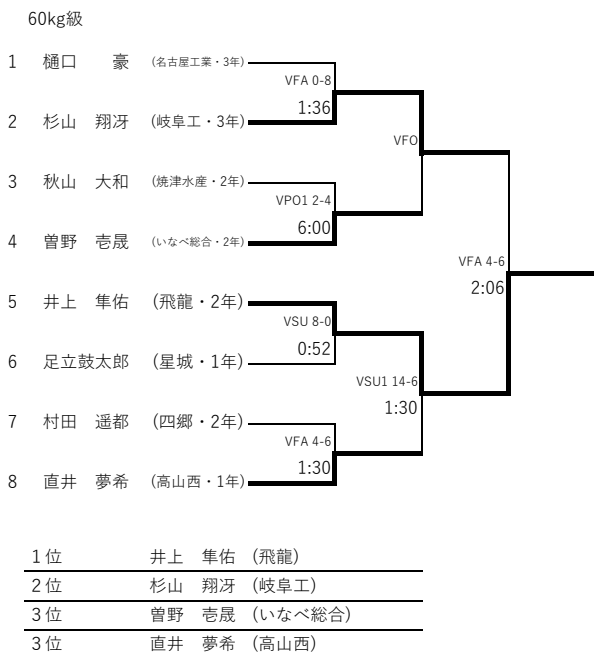 60kg級
1 樋口 豪 (名古屋工業・3年)
VFA 0-8
1:36
2 杉山 翔冴 (岐阜工・3年)
VFO
3 秋山 大和 (焼津水産・2年)
VPO1 2-4
6:00
4 曽野 壱晟 (いなべ総合・2年)
VFA 4-6
2:06
5 井上 隼佑 (飛龍・2年)
VSU 8-0
0:52
6 足立鼓太郎 (星城・1年)
VSU1 14-6
1:30
7 村田 遥都 (四郷・2年)
VFA 4-6
1:30
8 直井 夢希 (高山西・1年)
1位 井上 隼佑 (飛龍)
2位 杉山 翔冴 (岐阜工)
3位 曽野 壱晟 (いなべ総合)
3位 直井 夢希 (高山西)